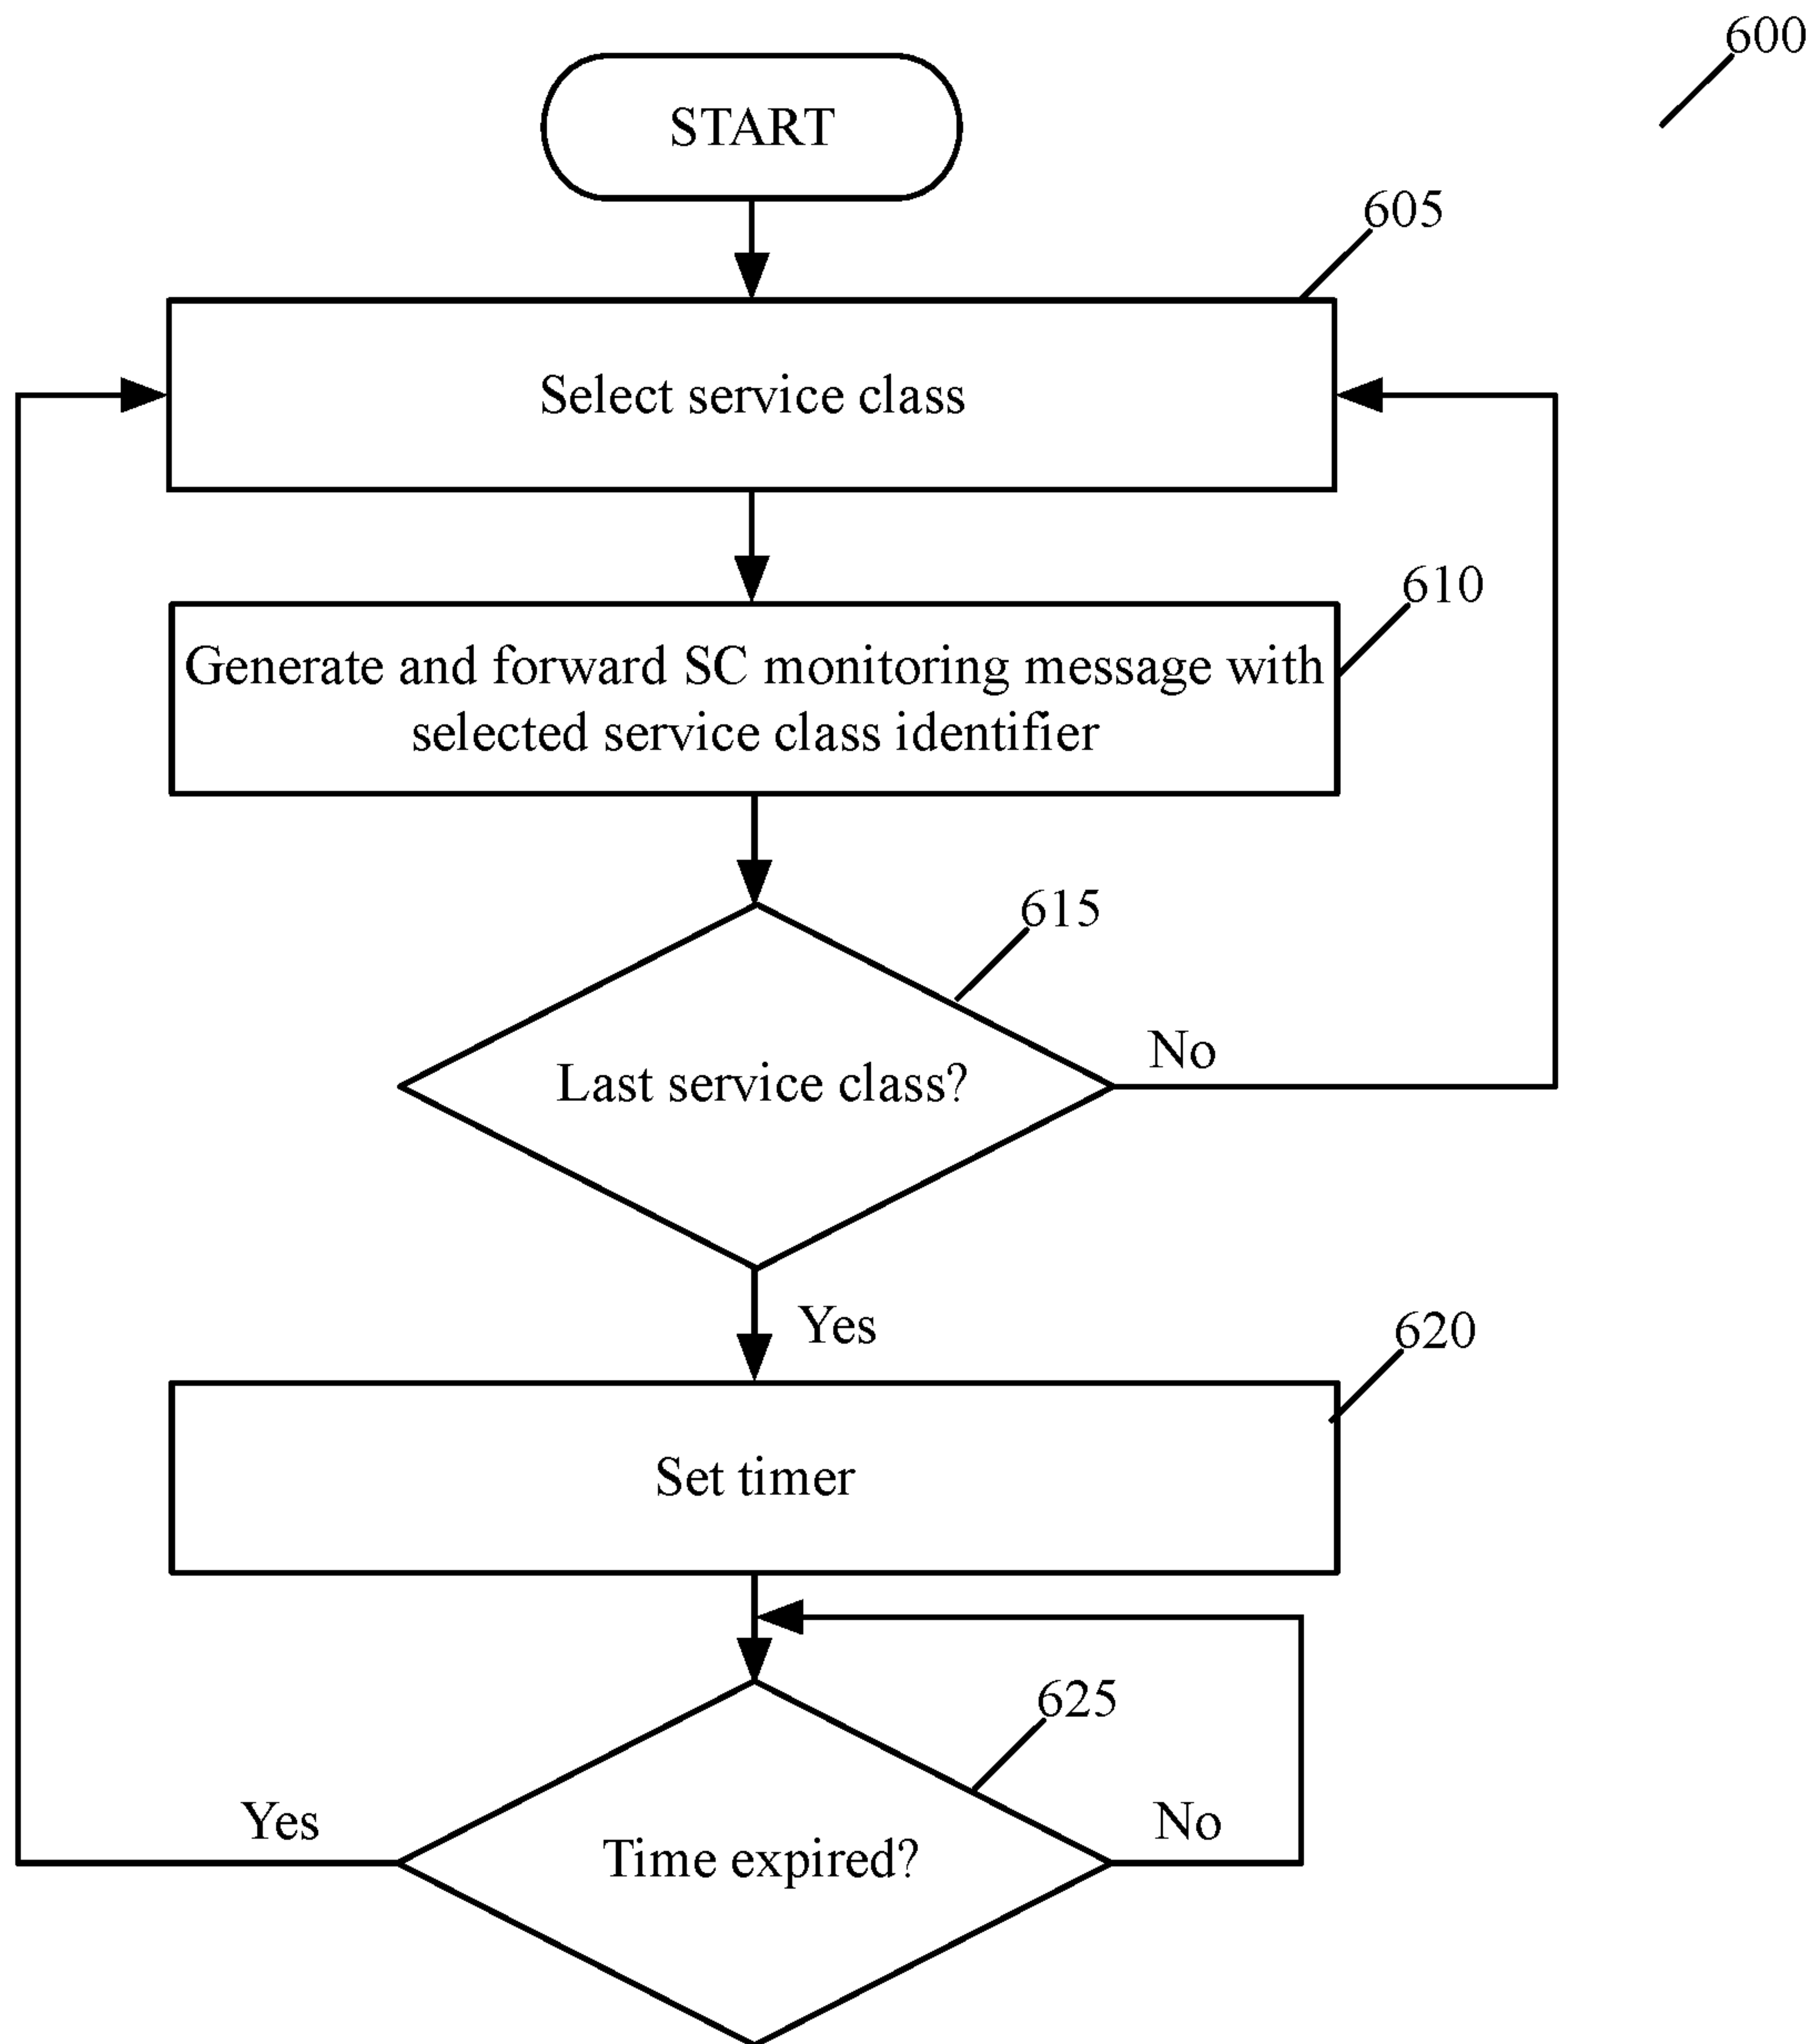 600
START
605
Select service class
610
Generate and forward SC monitoring message with
selected service class identifier
615
Last service class?
No
Yes
620
Set timer
625
Yes
No
Time expired?